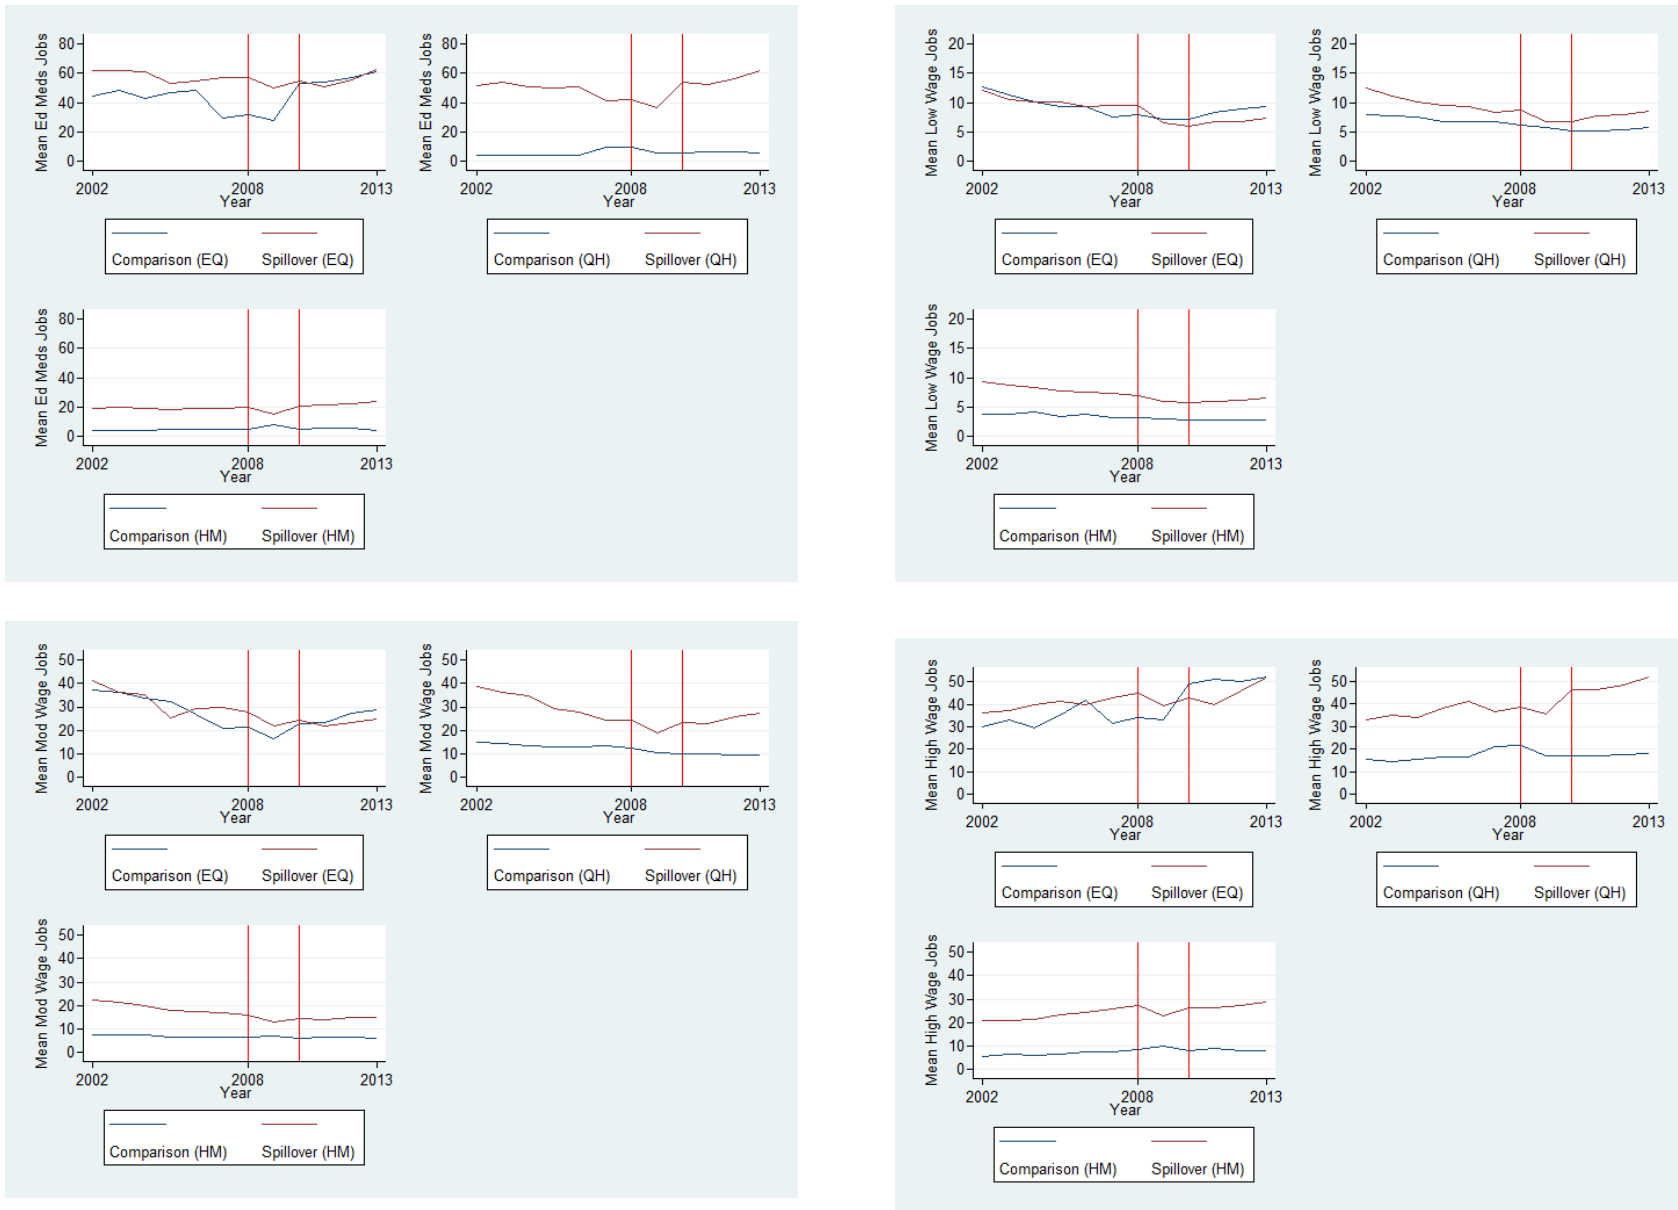 Mean Ed Meds Jobs
80
60
40
20
0
2002
2008
2013
Year
Comparison (EQ)
Spillover (EQ)
Mean Ed Meds Jobs
80
60
40
20
0
2002
2008
2013
Year
Comparison (QH)
Spillover (QH)
Mean Ed Meds Jobs
80
60
40
20
0
2002
2008
2013
Year
Comparison (HM)
Spillover (HM)
Mean Low Wage Jobs
20
15
10
5
0
2002
2008
2013
Year
Comparison (EQ)
Spillover (EQ)
Mean Low Wage Jobs
20
15
10
5
0
2002
2008
2013
Year
Comparison (QH)
Spillover (QH)
Mean Low Wage Jobs
20
15
10
5
0
2002
2008
2013
Year
Comparison (HM)
Spillover (HM)
Mean Mod Wage Jobs
50
40
30
20
10
0
2002
2008
2013
Year
Comparison (EQ)
Spillover (EQ)
Mean Mod Wage Jobs
50
40
30
20
10
0
2002
2008
2013
Year
Comparison (QH)
Spillover (QH)
Mean Mod Wage Jobs
50
40
30
20
10
0
2002
2008
2013
Year
Comparison (HM)
Spillover (HM)
Mean High Wage Jobs
50
40
30
20
10
0
2002
2008
2013
Year
Comparison (EQ)
Spillover (EQ)
Mean High Wage Jobs
50
40
30
20
10
0
2002
2008
2013
Year
Comparison (QH)
Spillover (QH)
Mean High Wage Jobs
50
40
30
20
10
0
2002
2008
2013
Year
Comparison (HM)
Spillover (HM)